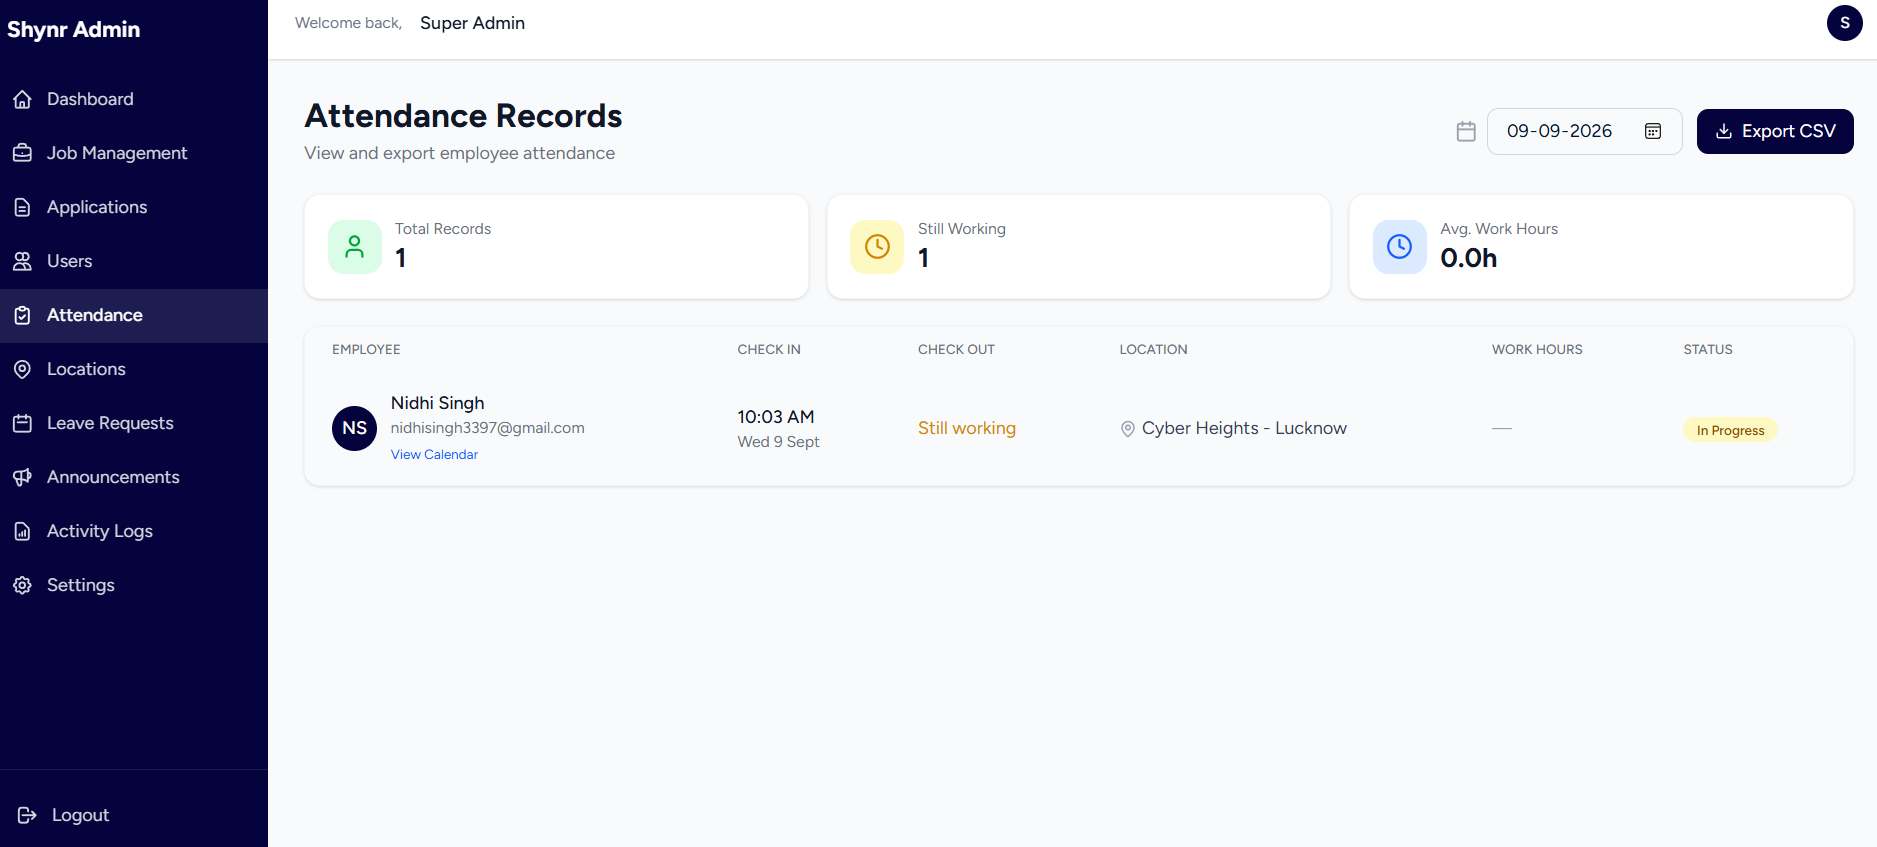 Shynr Admin
Welcome back, Super Admin
S
Dashboard
Job Management
Applications
Users
Attendance
Locations
Leave Requests
Announcements
Activity Logs
Settings
Logout
Attendance Records
View and export employee attendance
09-09-2026
Export CSV
Total Records
1
Still Working
1
Avg. Work Hours
0.0h
EMPLOYEE CHECK IN CHECK OUT LOCATION WORK HOURS STATUS
NS
Nidhi Singh
nidhisingh3397@gmail.com
View Calendar
10:03 AM
Wed 9 Sept
Still working
Cyber Heights - Lucknow
—
In Progress